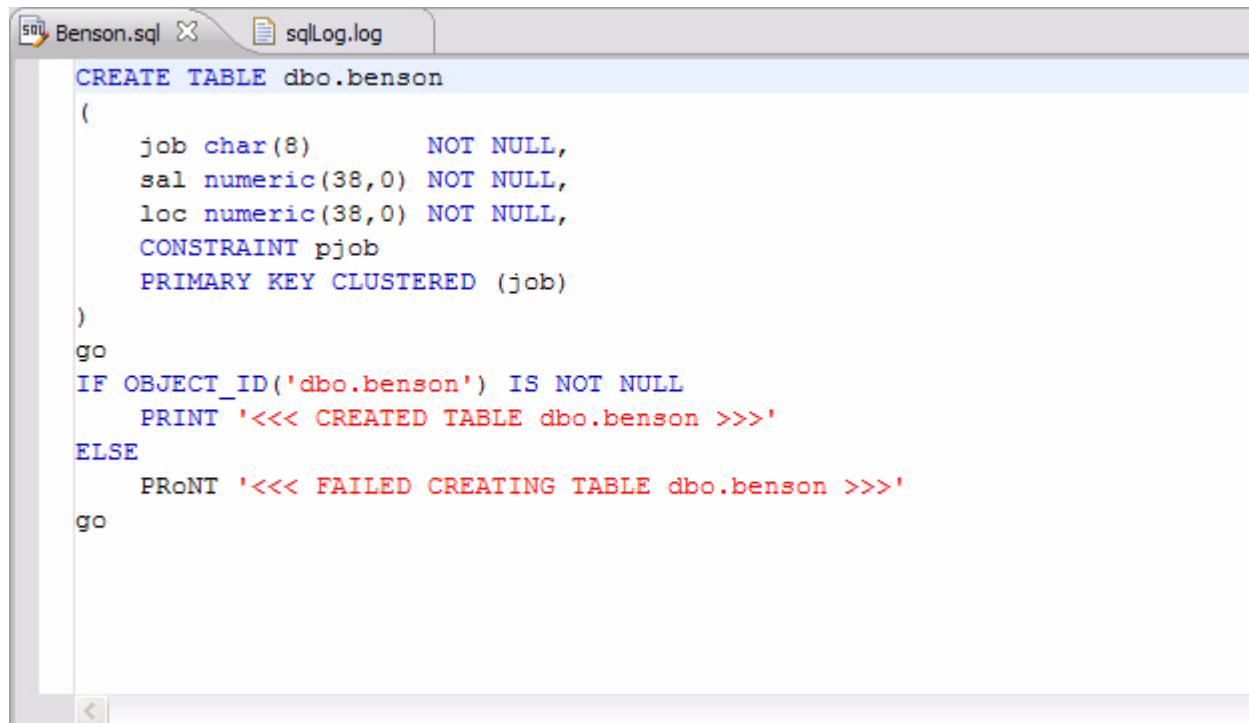 Benson.sql sqlLog.log
CREATE TABLE dbo.benson
(
    job char(8)       NOT NULL,
    sal numeric(38,0) NOT NULL,
    loc numeric(38,0) NOT NULL,
    CONSTRAINT pjob
    PRIMARY KEY CLUSTERED (job)
)
go
IF OBJECT_ID('dbo.benson') IS NOT NULL
    PRINT '<<< CREATED TABLE dbo.benson >>>'
ELSE
    PRoNT '<<< FAILED CREATING TABLE dbo.benson >>>'
go